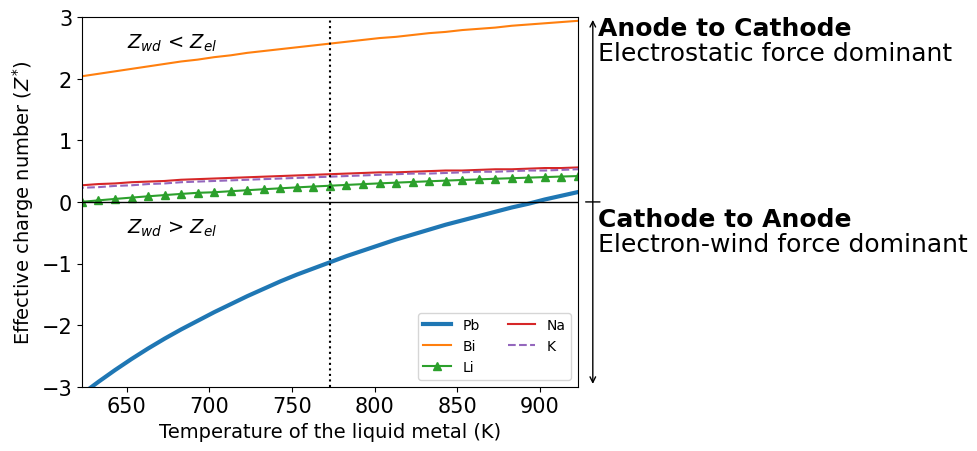 Anode to Cathode
Electrostatic force dominant
Z_wd < Z_el
Effective charge number (Z*)
3
2
1
0
−1
−2
−3
Cathode to Anode
Electron-wind force dominant
Z_wd > Z_el
Pb
Bi
Li
Na
K
650 700 750 800 850 900
Temperature of the liquid metal (K)